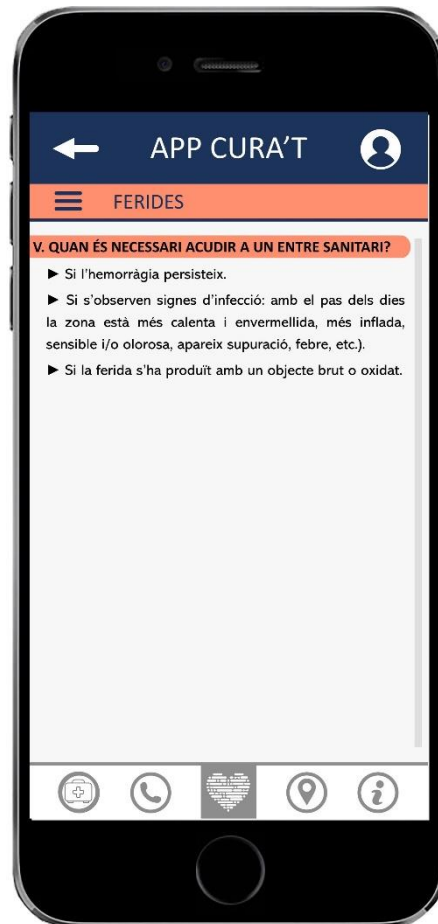 APP CURA’T
FERIDES
V. QUAN ÉS NECESSARI ACUDIR A UN ENTRE SANITARI?
► Si l’hemorràgia persisteix.
► Si s’observen signes d’infecció: amb el pas dels dies
la zona està més calenta i envermellida, més inflada,
sensible i/o olorosa, apareix supuració, febre, etc.).
► Si la ferida s’ha produït amb un objecte brut o oxidat.